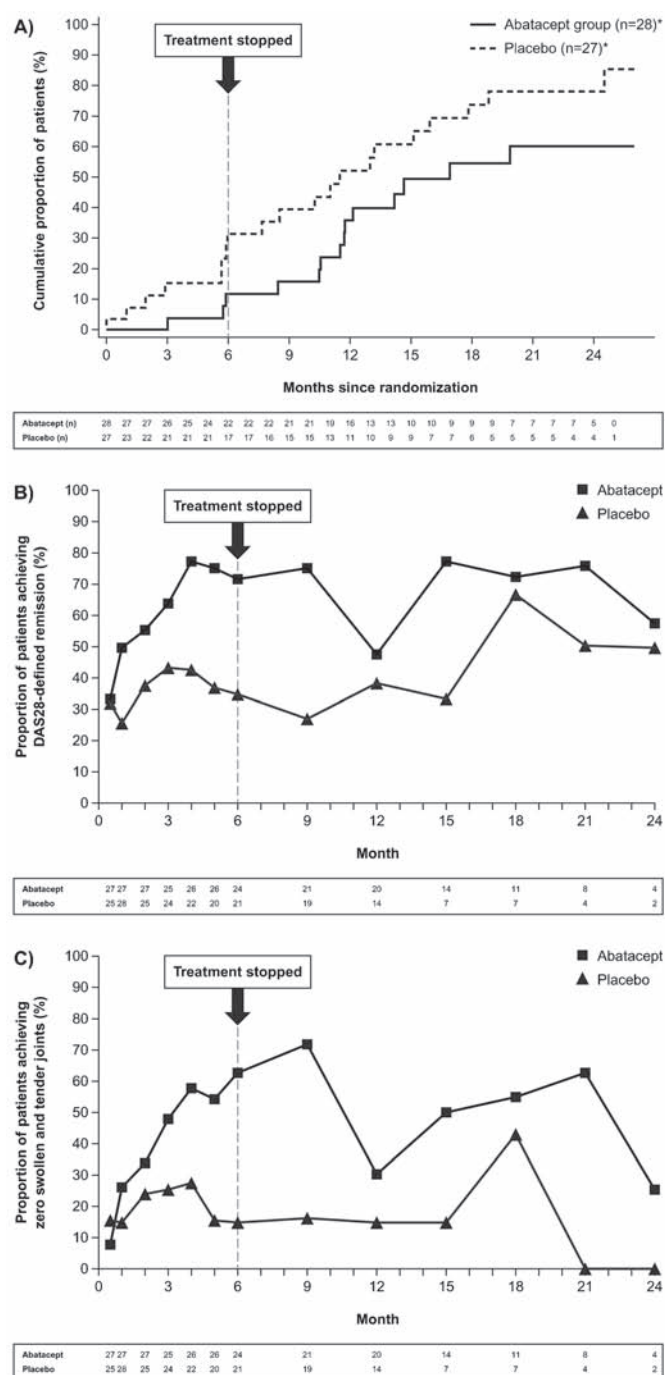 A)
Treatment stopped
Abatacept group (n=28)*
Placebo (n=27)*
Cumulative proportion of patients (%)
100
90
80
70
60
50
40
30
20
10
0
0 3 6 9 12 15 18 21 24
Months since randomization
Abatacept (n) 28 27 27 26 25 24 22 22 22 21 21 19 16 13 13 10 10 9 9 9 7 7 7 7 5 0
Placebo (n) 27 23 22 21 21 21 17 17 16 15 15 13 11 10 9 9 7 7 6 5 5 5 5 4 4 1
B)
Treatment stopped
Abatacept
Placebo
Proportion of patients achieving
DAS28-defined remission (%)
100
90
80
70
60
50
40
30
20
10
0
0 3 6 9 12 15 18 21 24
Month
Abatacept 27 27 27 25 26 26 24 21 20 14 11 8 4
Placebo 25 28 25 24 22 20 21 19 14 7 7 4 2
C)
Treatment stopped
Abatacept
Placebo
Proportion of patients achieving
zero swollen and tender joints (%)
100
90
80
70
60
50
40
30
20
10
0
0 3 6 9 12 15 18 21 24
Month
Abatacept 27 27 27 25 26 26 24 21 20 14 11 8 4
Placebo 25 28 25 24 22 20 21 19 14 7 7 4 2